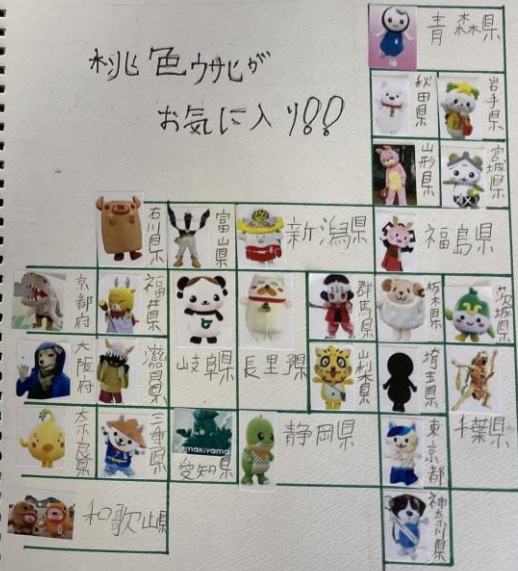 桃色ウサヒが
お気に入り!!
青森県
秋田県
岩手県
山形県
宮城県
石川県
富山県
新潟県
福島県
京都府
福井県
岐阜県
長野県
群馬県
栃木県
茨城県
大阪府
滋賀県
山梨県
埼玉県
千葉県
奈良県
三重県
愛知県
静岡県
東京都
和歌山県
神奈川県